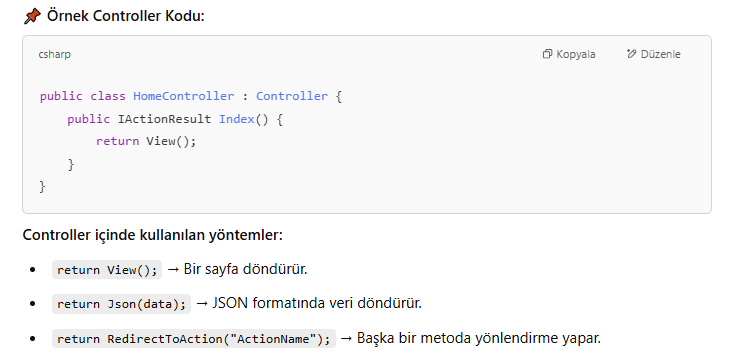 📌 Örnek Controller Kodu:
csharp
Kopyala
Düzenle
public class HomeController : Controller {
    public IActionResult Index() {
        return View();
    }
}
Controller içinde kullanılan yöntemler:
• return View(); → Bir sayfa döndürür.
• return Json(data); → JSON formatında veri döndürür.
• return RedirectToAction("ActionName"); → Başka bir metoda yönlendirme yapar.